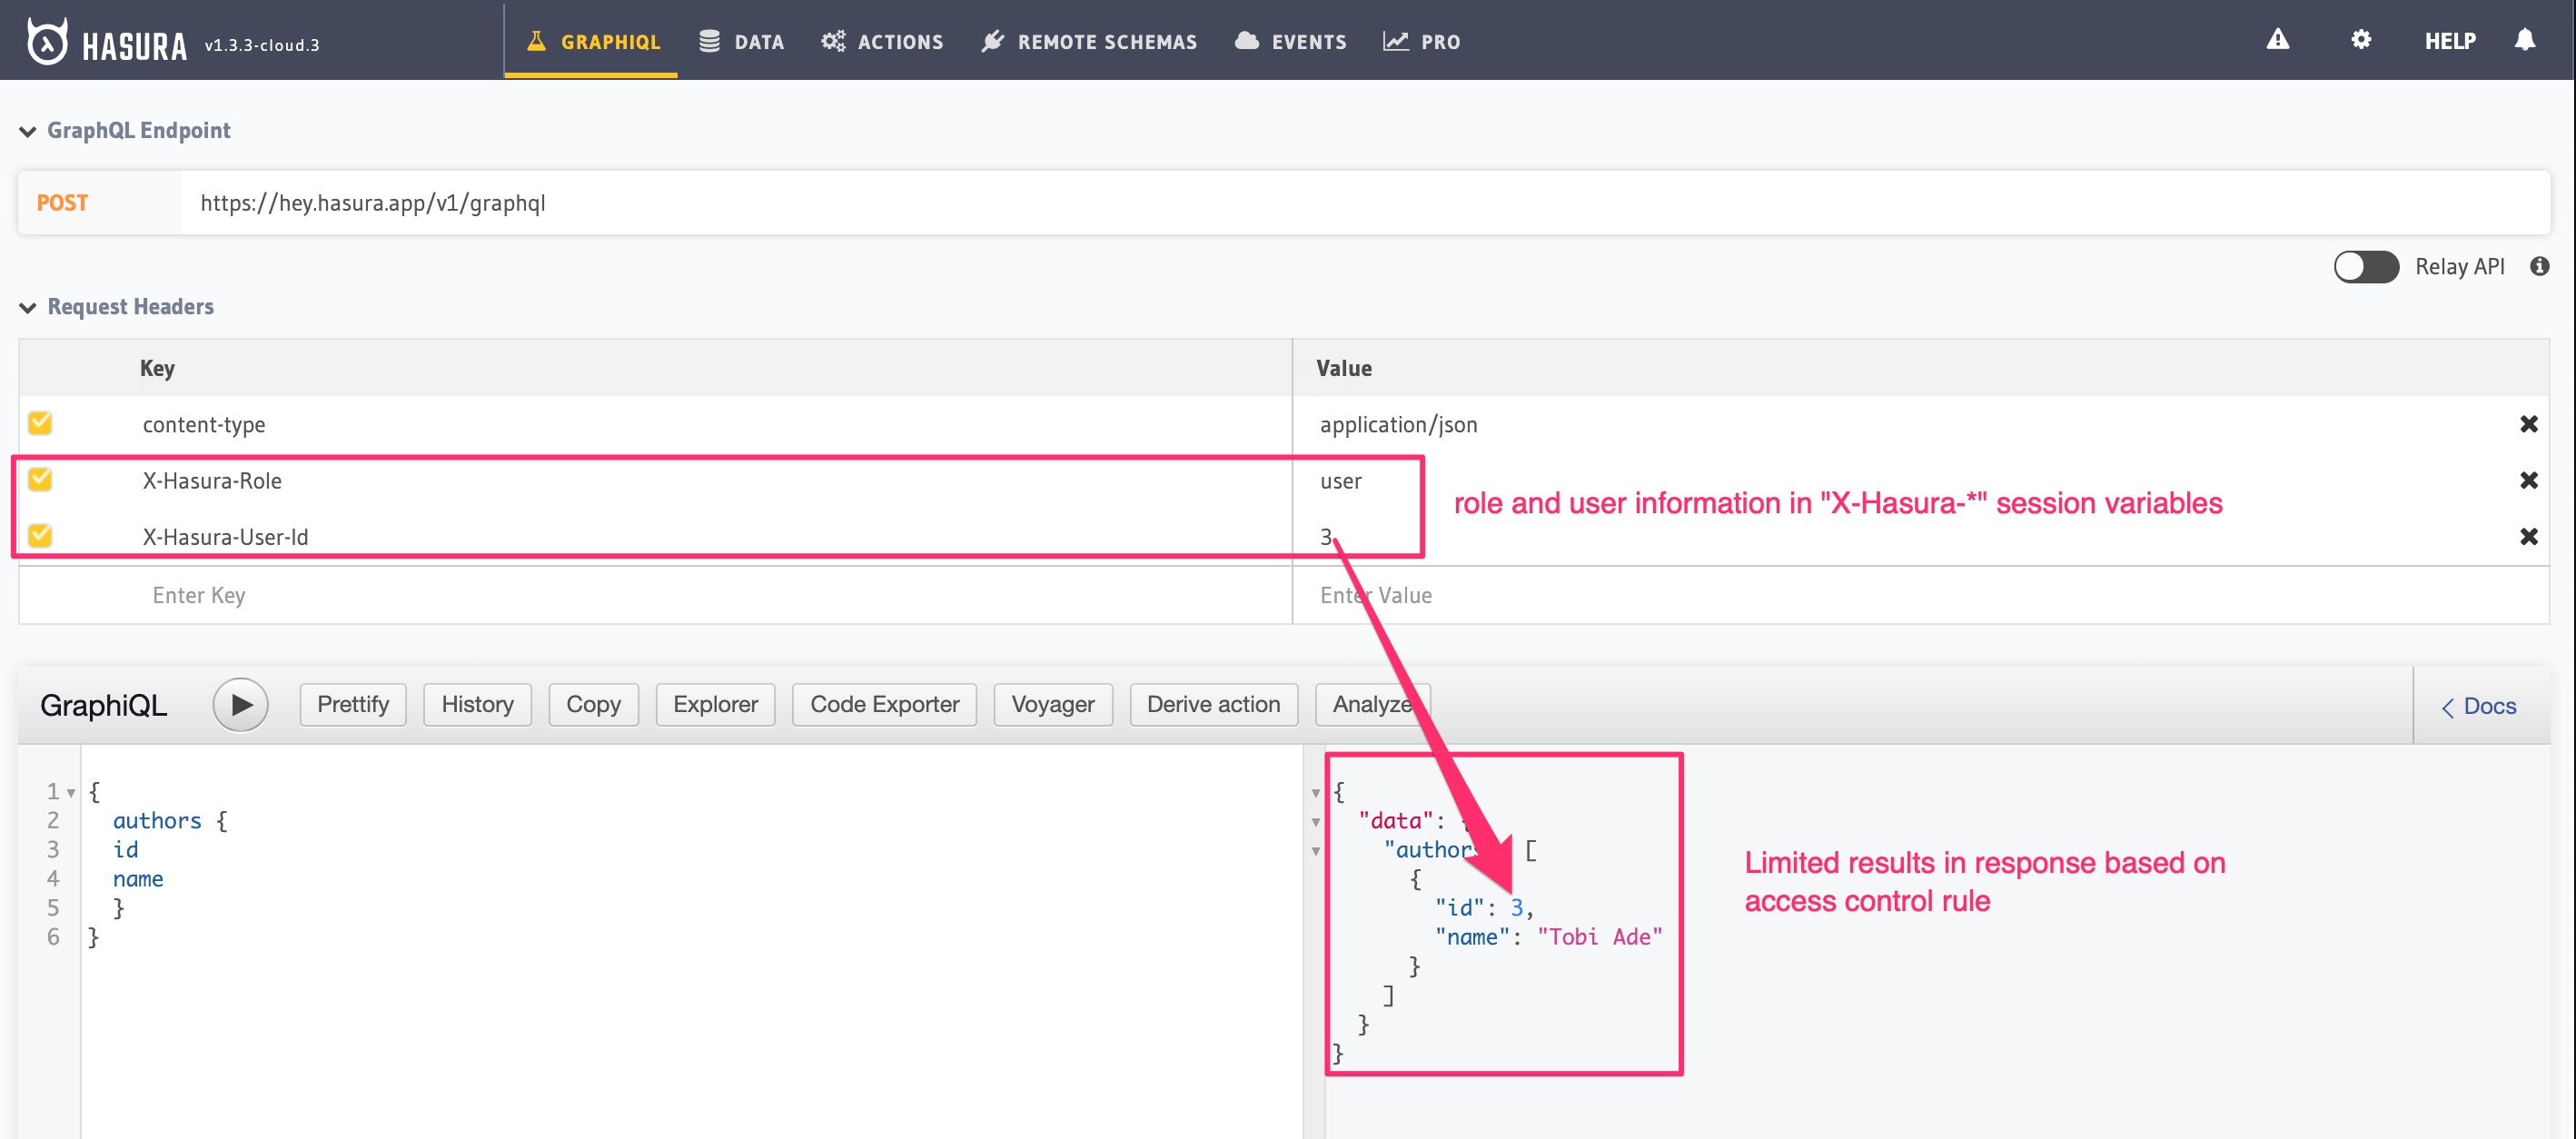 HASURA v1.3.3-cloud.3 GRAPHIQL DATA ACTIONS REMOTE SCHEMAS EVENTS PRO HELP
GraphQL Endpoint
POST https://hey.hasura.app/v1/graphql
Relay API
Request Headers
Key Value
content-type application/json
X-Hasura-Role user
X-Hasura-User-Id 3
role and user information in "X-Hasura-*" session variables
Enter Key Enter Value
GraphiQL Prettify History Copy Explorer Code Exporter Voyager Derive action Analyze Docs
1 {
2 authors {
3 id
4 name
5 }
6 }
{
"data": {
"authors [
{
"id": 3,
"name": "Tobi Ade"
}
]
}
}
Limited results in response based on
access control rule